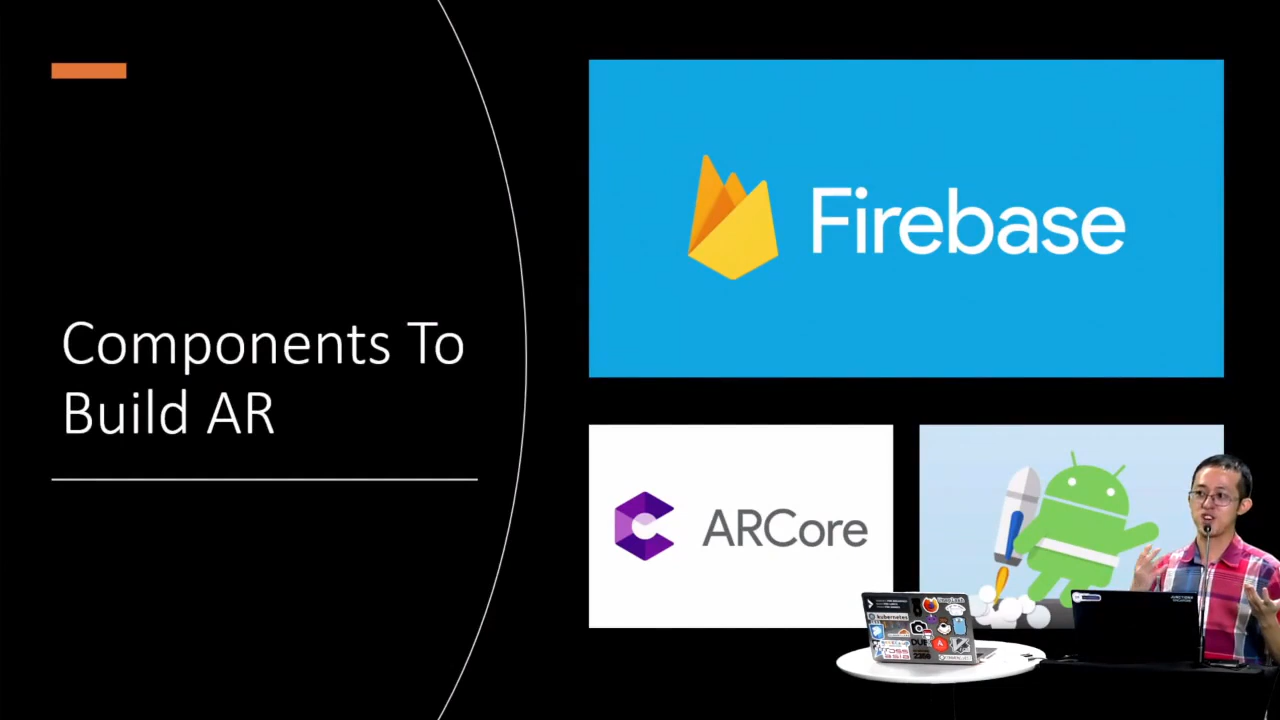 Components To
Build AR
Firebase
ARCore
kubernetes